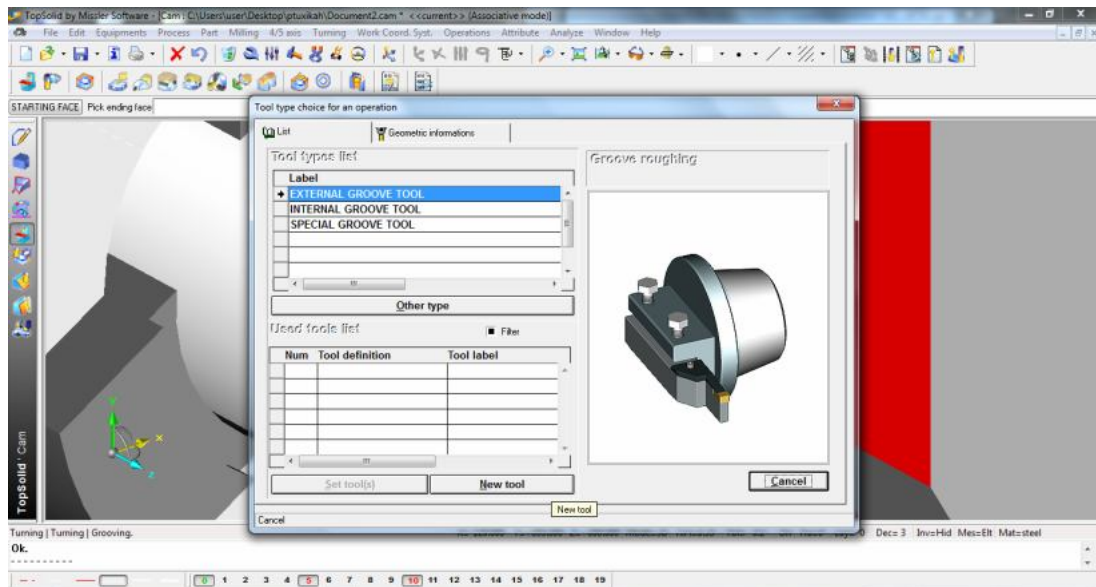 TopSolid by Missler Software - [Cam : C:\Users\user\Desktop\ptuxikah\Document2.cam * <<current>> (Associative mode)]
File Edit Equipments Process Part Milling 4/5 axis Turning Work Coord. Syst. Operations Attribute Analyze Window Help
STARTING FACE Pick ending face
Tool type choice for an operation
List Geometric informations
Tool types list
Label
EXTERNAL GROOVE TOOL
INTERNAL GROOVE TOOL
SPECIAL GROOVE TOOL
Other type
Used tools list Filter
Num Tool definition Tool label
Set tool(s) New tool
Groove roughing
Cancel
New tool
Cancel
Y
X
Z
TopSolid 'Cam
Turning | Turning | Grooving.
Dec= 3 Inv=Hid Mes=Elt Mat=steel
Ok.
0 1 2 3 4 5 6 7 8 9 10 11 12 13 14 15 16 17 18 19